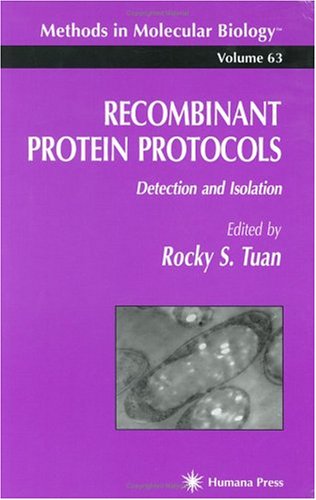 Methods in Molecular Biology™
Volume 63
RECOMBINANT
PROTEIN PROTOCOLS
Detection and Isolation
Edited by
Rocky S. Tuan
Humana Press